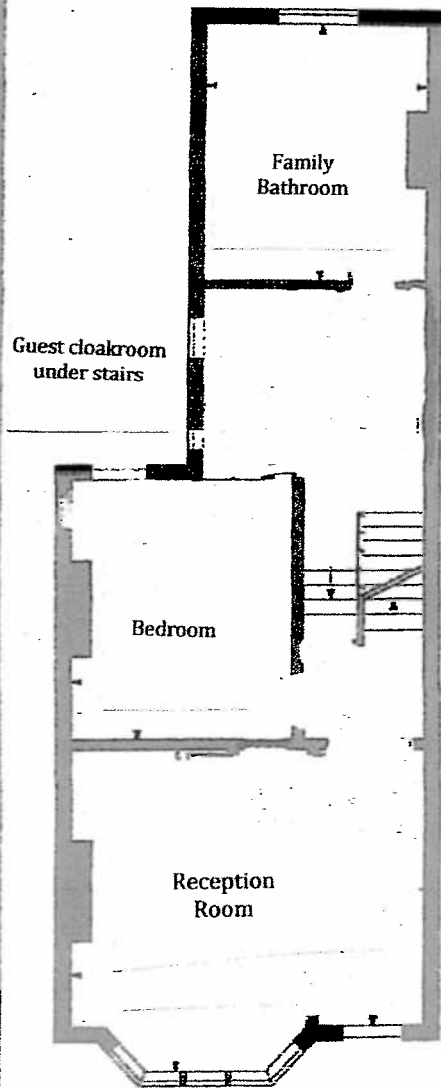 Family
Bathroom
Guest cloakroom
under stairs
Bedroom
Reception
Room